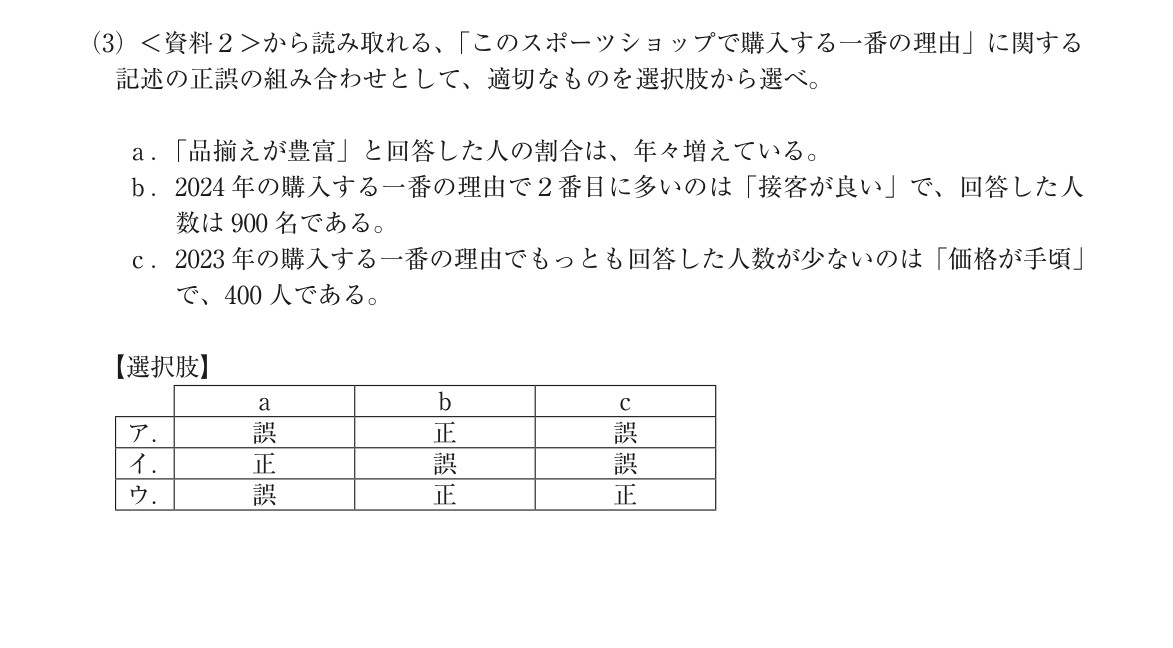 （3）＜資料２＞から読み取れる、「このスポーツショップで購入する一番の理由」に関する
記述の正誤の組み合わせとして、適切なものを選択肢から選べ。
a．「品揃えが豊富」と回答した人の割合は、年々増えている。
b．2024 年の購入する一番の理由で２番目に多いのは「接客が良い」で、回答した人
数は 900 名である。
c．2023 年の購入する一番の理由でもっとも回答した人数が少ないのは「価格が手頃」
で、400 人である。
【選択肢】
a b c
ア． 誤 正 誤
イ． 正 誤 誤
ウ． 誤 正 正